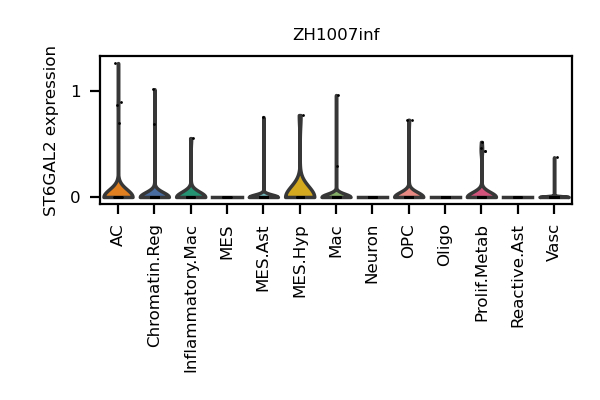 ZH1007inf
ST6GAL2 expression
1
0
AC
Chromatin.Reg
Inflammatory.Mac
MES
MES.Ast
MES.Hyp
Mac
Neuron
OPC
Oligo
Prolif.Metab
Reactive.Ast
Vasc